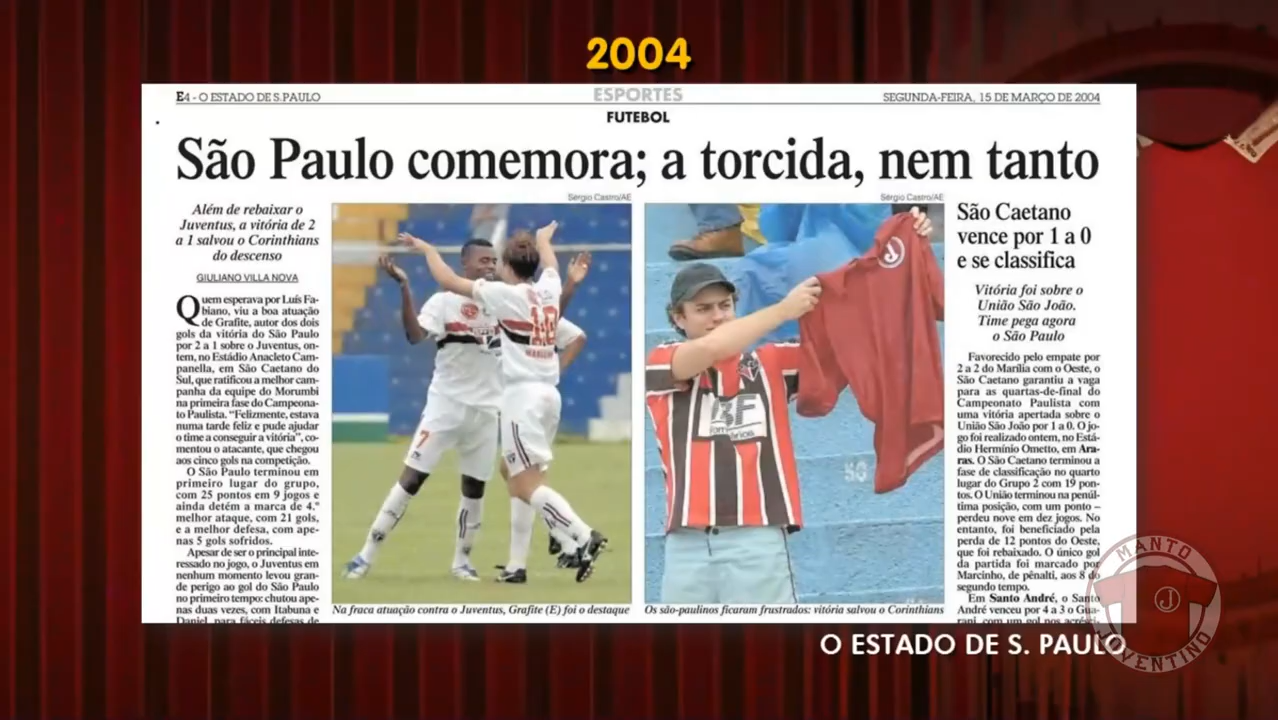 2004
E4 - O ESTADO DE S.PAULO
ESPORTES
SEGUNDA-FEIRA, 15 DE MARÇO DE 2004
FUTEBOL
São Paulo comemora; a torcida, nem tanto
Além de rebaixar o
Juventus, a vitória de 2
a 1 salvou o Corinthians
do descenso
GIULIANO VILLA NOVA
Quem esperava por Luís Fa-
biano, viu a boa atuação
de Grafite, autor dos dois
gols da vitória do São Paulo
por 2 a 1 sobre o Juventus, on-
tem, no Estádio Anacleto Cam-
panella, em São Caetano do
Sul, que ratificou a melhor cam-
panha da equipe do Morumbi
na primeira fase do Campeona-
to Paulista. “Felizmente, estava
numa tarde feliz e pude ajudar
o time a conseguir a vitória”, co-
mentou o atacante, que chegou
aos cinco gols na competição.
O São Paulo terminou em
primeiro lugar do grupo,
com 25 pontos em 9 jogos e
ainda detém a marca de 4.º
melhor ataque, com 21 gols,
e a melhor defesa, com ape-
nas 5 gols sofridos.
Apesar de ser o principal inte-
ressado no jogo, o Juventus em
nenhum momento levou gran-
de perigo ao gol do São Paulo
no primeiro tempo: chutou ape-
nas duas vezes, com Itabuna e
Daniel, para fáceis defesas de
Sérgio Castro/AE
10
7
Na fraca atuação contra o Juventus, Grafite (E) foi o destaque
Sérgio Castro/AE
J
Os são-paulinos ficaram frustrados: vitória salvou o Corinthians
São Caetano
vence por 1 a 0
e se classifica
Vitória foi sobre o
União São João.
Time pega agora
o São Paulo
Favorecido pelo empate por
2 a 2 do Marília com o Oeste, o
São Caetano garantiu a vaga
para as quartas-de-final do
Campeonato Paulista com
uma vitória apertada sobre o
União São João por 1 a 0. O jo-
go foi realizado ontem, no Está-
dio Hermínio Ometto, em Ara-
ras. O São Caetano terminou a
fase de classificação no quarto
lugar do Grupo 2 com 19 pon-
tos. O União terminou na penúl-
tima posição, com um ponto –
perdeu nove em dez jogos. No
entanto, foi beneficiado pela
perda de 12 pontos do Oeste,
que foi rebaixado. O único gol
da partida foi marcado por
Marcinho, de pênalti, aos 8 do
segundo tempo.
Em Santo André, o Santo
André venceu por 4 a 3 o Gua-
rani, com um gol nos
O ESTADO DE S. PAULO
MANTO
J
JUVENTINO